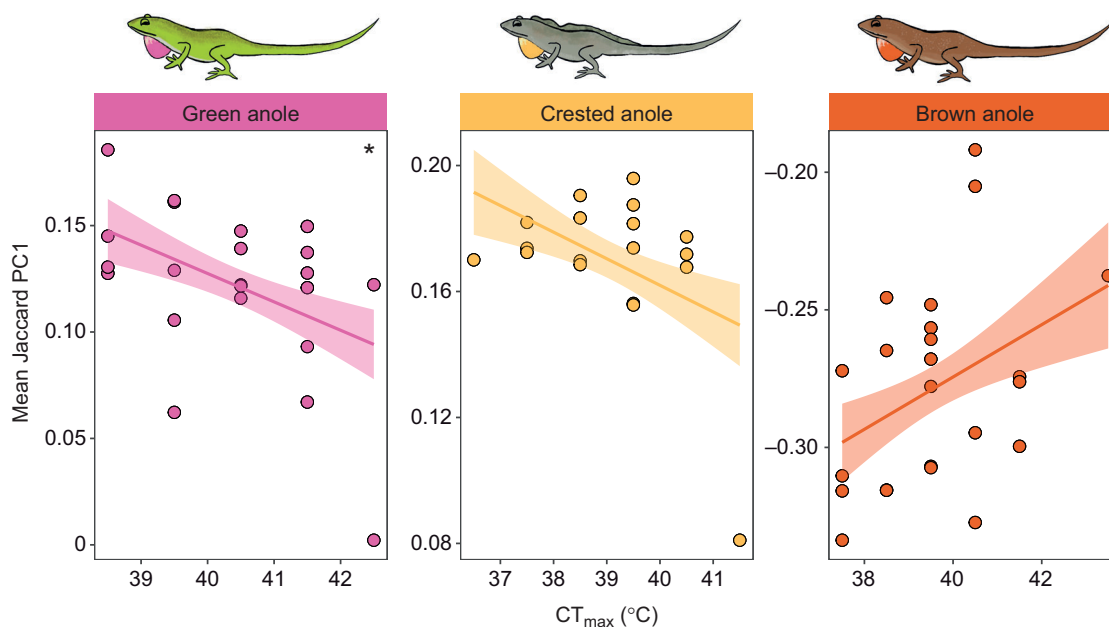 Green anole
Crested anole
Brown anole
*
Mean Jaccard PC1
0.15
0.10
0.05
0
0.20
0.16
0.12
0.08
–0.20
–0.25
–0.30
39 40 41 42
37 38 39 40 41
38 40 42
CTmax (°C)